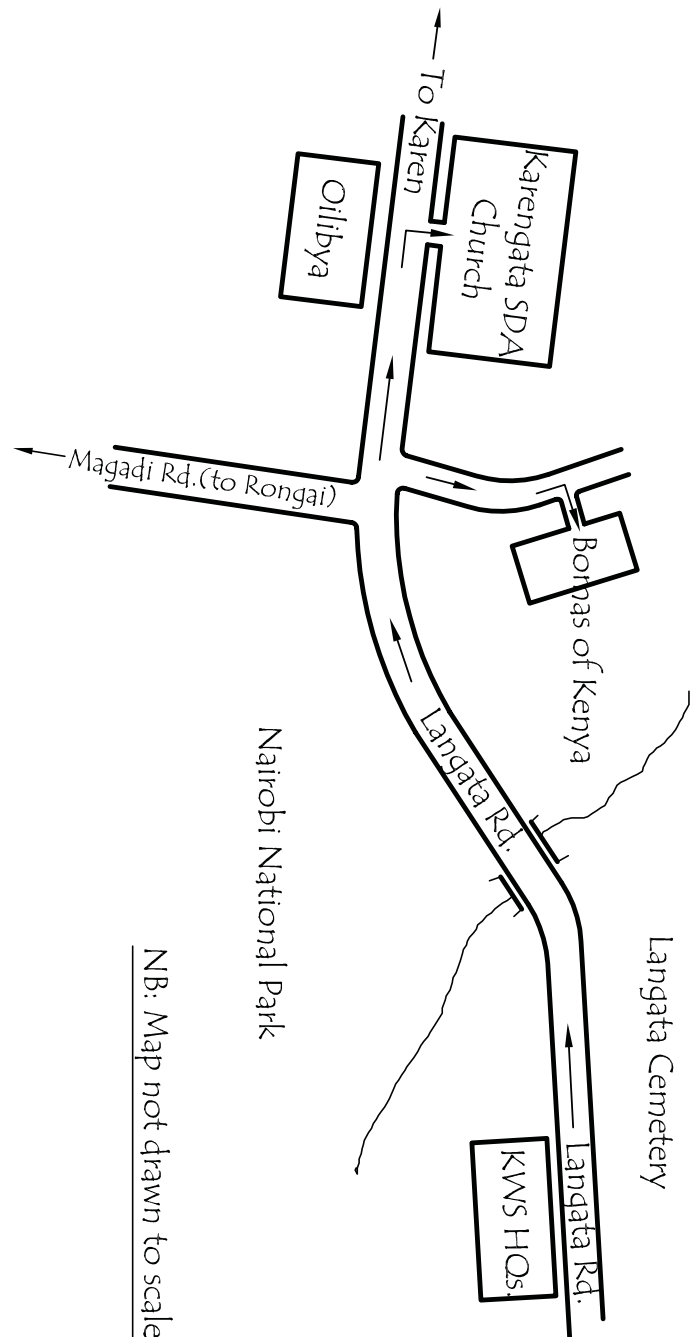 To Karen
Karengata SDA
Church
Oilibya
Magadi Rd.(to Rongai)
Bomas of Kenya
Langata Rd.
Nairobi National Park
Langata Cemetery
Langata Rd.
KWS HQs.
NB: Map not drawn to scale